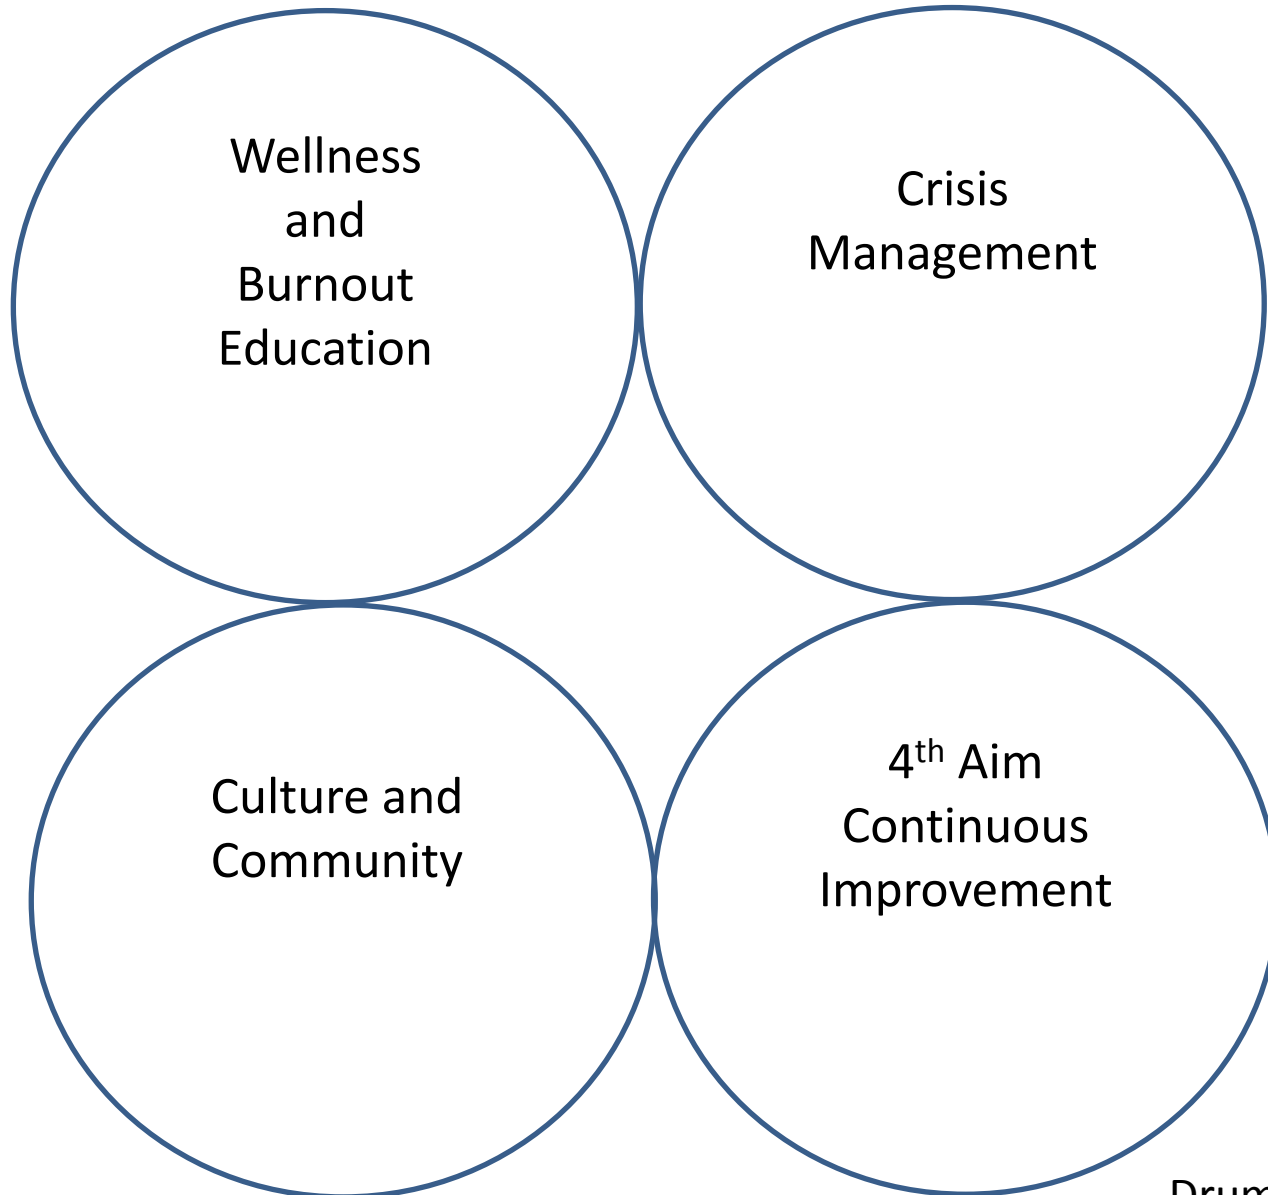 Wellness
and
Burnout
Education
Crisis
Management
Culture and
Community
4th Aim
Continuous
Improvement